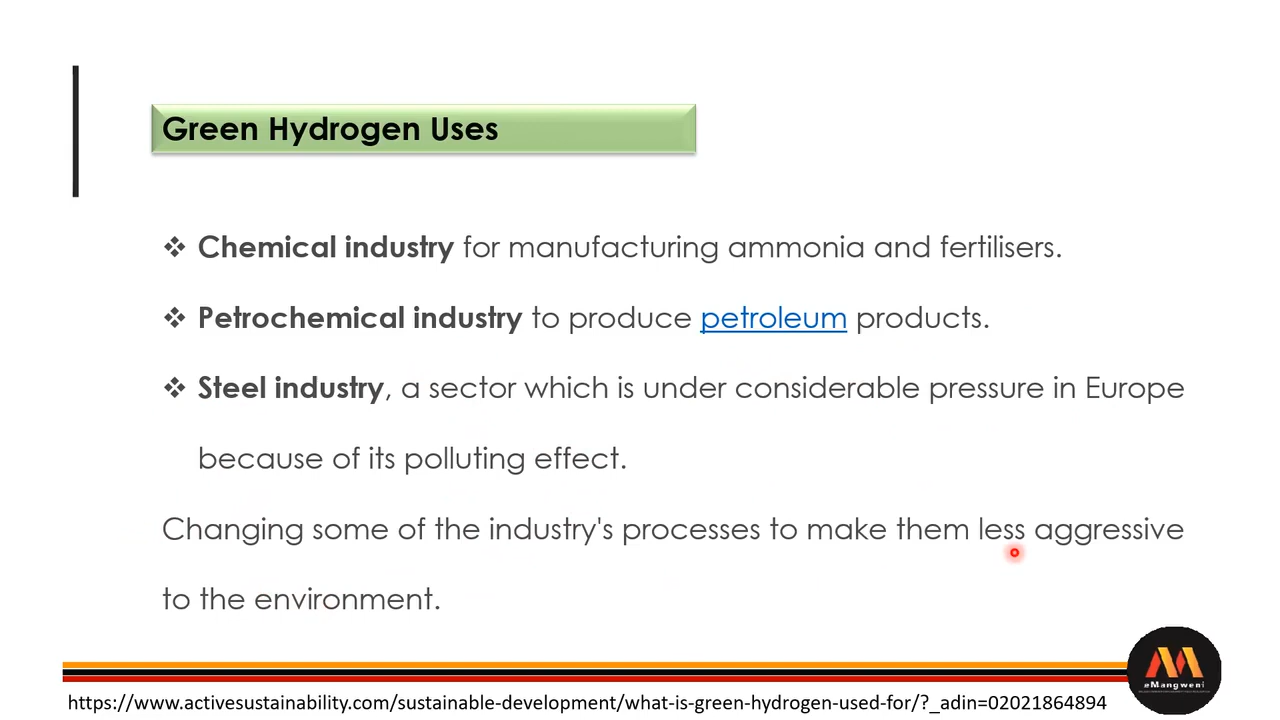 Green Hydrogen Uses
❖ Chemical industry for manufacturing ammonia and fertilisers.
❖ Petrochemical industry to produce petroleum products.
❖ Steel industry, a sector which is under considerable pressure in Europe
because of its polluting effect.
Changing some of the industry's processes to make them less aggressive
to the environment.
eMangweni
https://www.activesustainability.com/sustainable-development/what-is-green-hydrogen-used-for/?_adin=02021864894